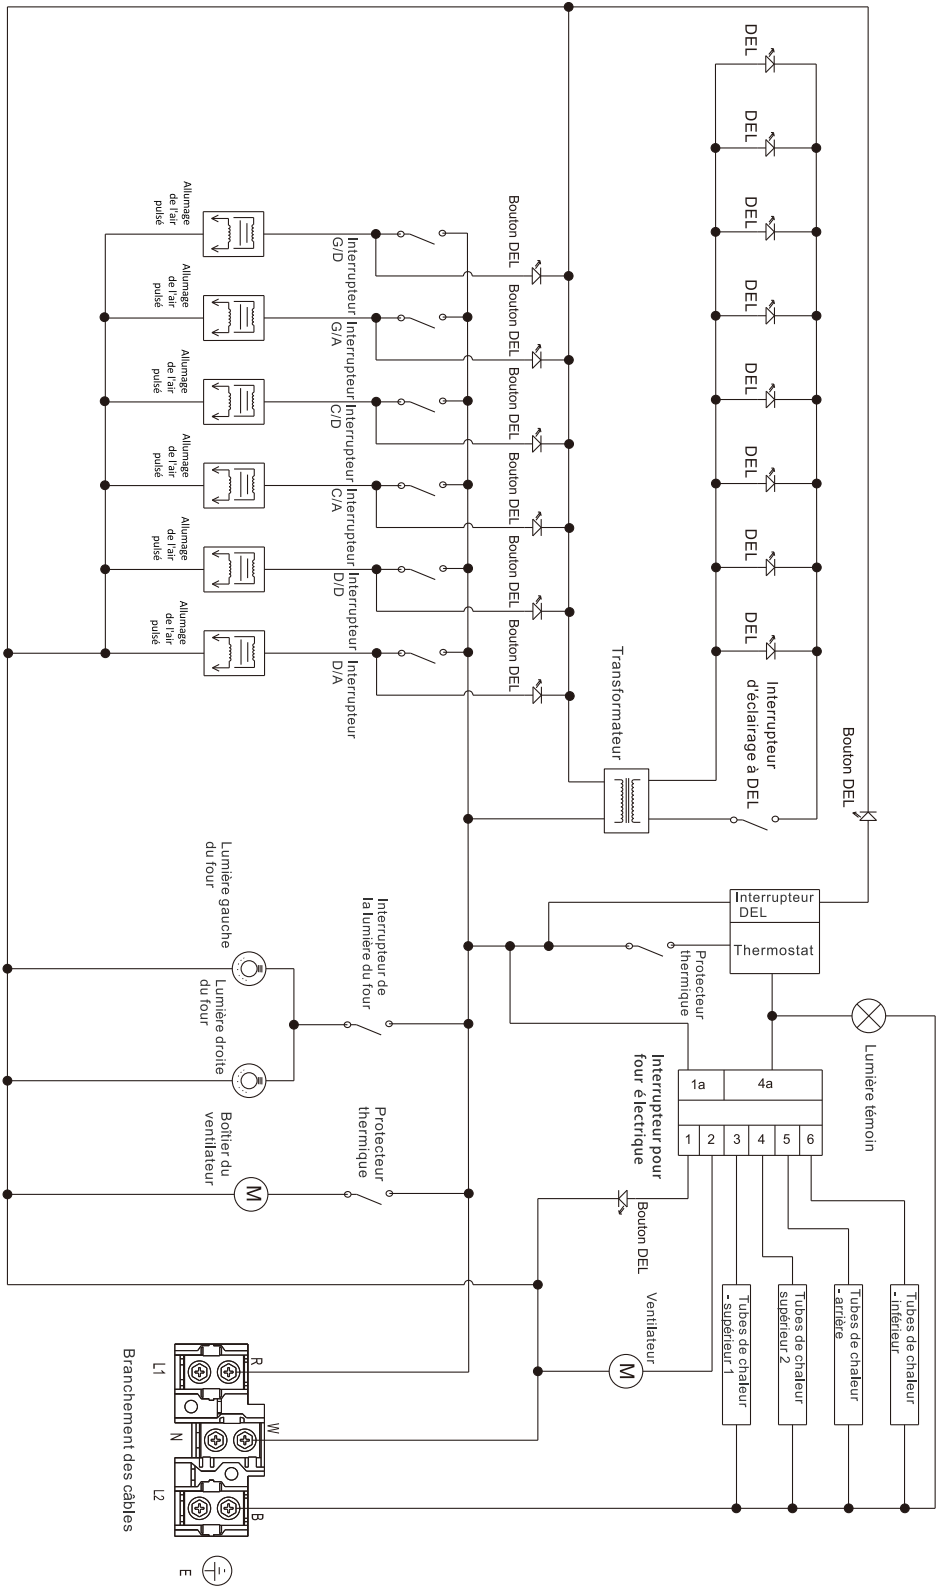 DEL
DEL
DEL
DEL
DEL
DEL
DEL
DEL
Interrupteur
d'éclairage à DEL
Bouton DEL
Transformateur
Bouton DEL
Bouton DEL
Bouton DEL
Bouton DEL
Bouton DEL
Bouton DEL
Interrupteur
G/D
Interrupteur
G/A
Interrupteur
C/D
Interrupteur
C/A
Interrupteur
D/D
Interrupteur
D/A
Allumage
de l'air
pulsé
Allumage
de l'air
pulsé
Allumage
de l'air
pulsé
Allumage
de l'air
pulsé
Allumage
de l'air
pulsé
Allumage
de l'air
pulsé
Interrupteur
DEL
Thermostat
Protecteur
thermique
Lumière témoin
Interrupteur de
la lumière du four
Lumière gauche
du four
Lumière droite
du four
Interrupteur pour
four é lectrique
1a
4a
1
2
3
4
5
6
Protecteur
thermique
Boîtier du
ventilateur
M
Bouton DEL
Ventilateur
M
Tubes de chaleur
- supérieur 1
Tubes de chaleur
supérieur 2
Tubes de chaleur
- arrière
Tubes de chaleur
- inférieur
R
W
B
L1
N
L2
Branchement des câbles
E